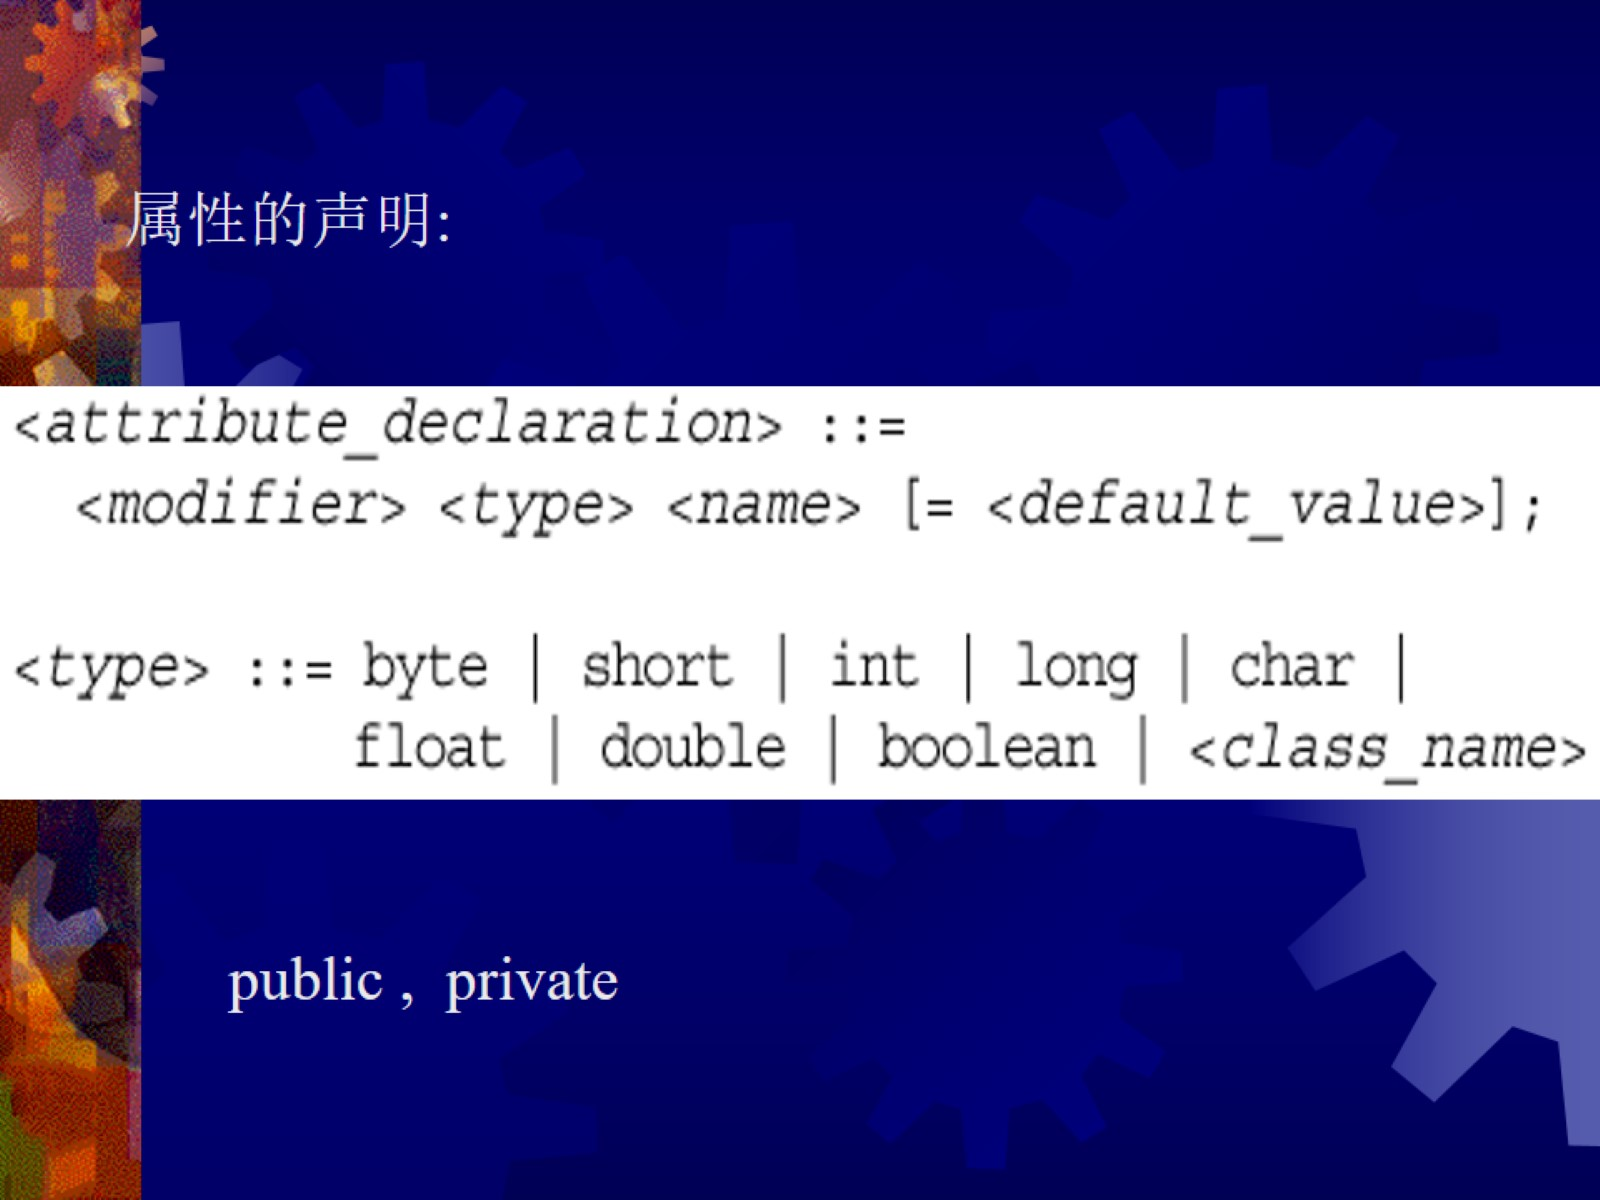 属性的声明:
<attribute_declaration> ::=
<modifier> <type> <name> [= <default_value>];
<type> ::= byte | short | int | long | char |
float | double | boolean | <class_name>
public , private